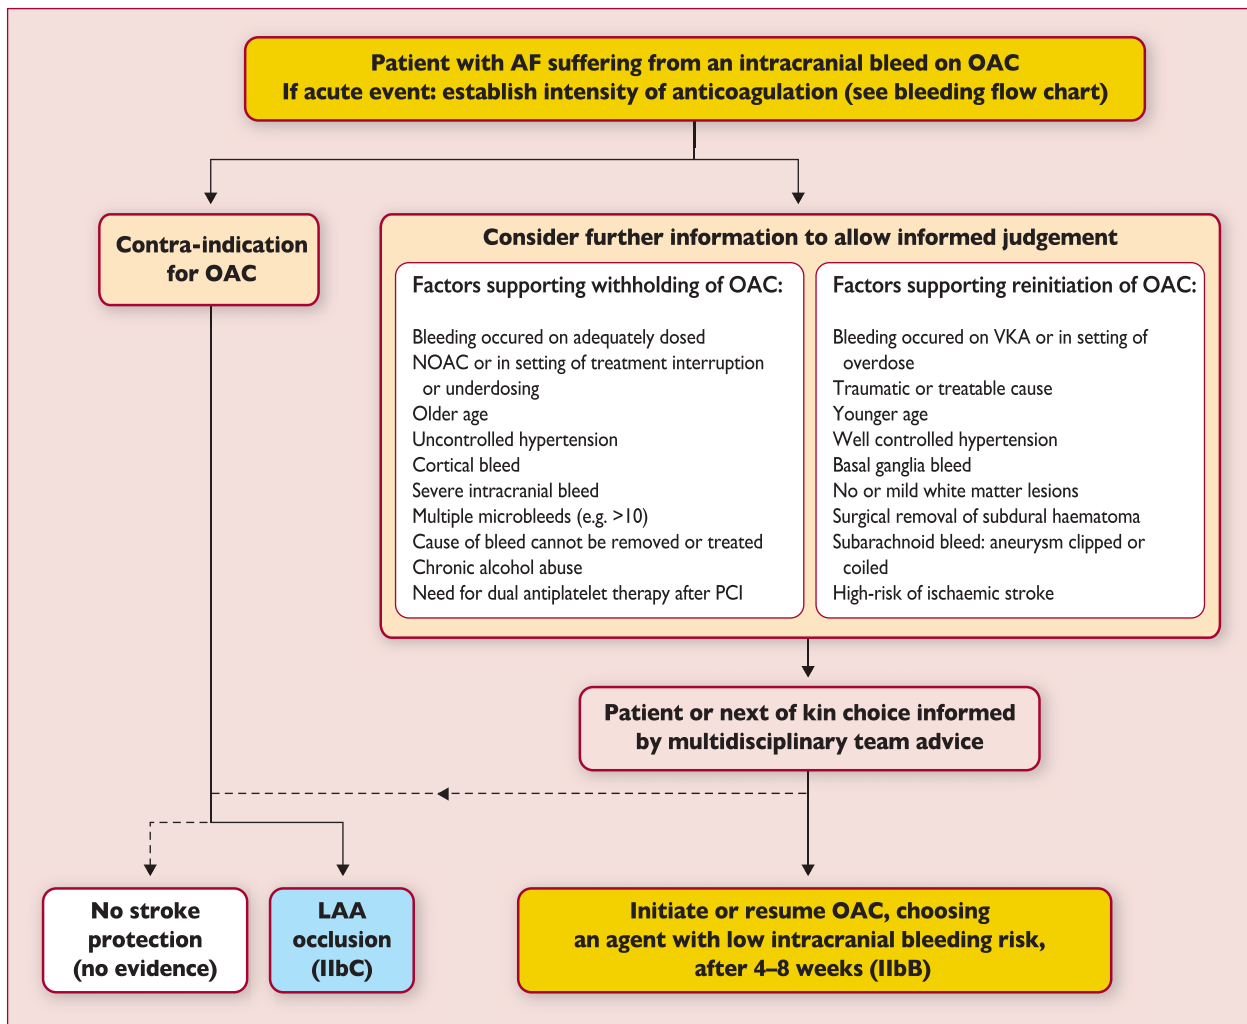 Patient with AF suffering from an intracranial bleed on OAC
If acute event: establish intensity of anticoagulation (see bleeding flow chart)
Contra-indication
for OAC
Consider further information to allow informed judgement
Factors supporting withholding of OAC:
Bleeding occured on adequately dosed
NOAC or in setting of treatment interruption
or underdosing
Older age
Uncontrolled hypertension
Cortical bleed
Severe intracranial bleed
Multiple microbleeds (e.g. >10)
Cause of bleed cannot be removed or treated
Chronic alcohol abuse
Need for dual antiplatelet therapy after PCI
Factors supporting reinitiation of OAC:
Bleeding occured on VKA or in setting of
overdose
Traumatic or treatable cause
Younger age
Well controlled hypertension
Basal ganglia bleed
No or mild white matter lesions
Surgical removal of subdural haematoma
Subarachnoid bleed: aneurysm clipped or
coiled
High-risk of ischaemic stroke
Patient or next of kin choice informed
by multidisciplinary team advice
No stroke
protection
(no evidence)
LAA
occlusion
(IIbC)
Initiate or resume OAC, choosing
an agent with low intracranial bleeding risk,
after 4–8 weeks (IIbB)